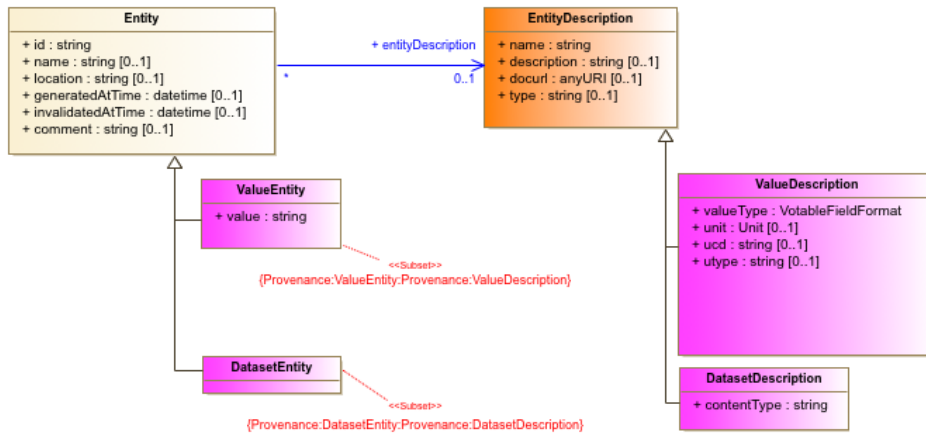 Entity
+ id : string
+ name : string [0..1]
+ location : string [0..1]
+ generatedAtTime : datetime [0..1]
+ invalidatedAtTime : datetime [0..1]
+ comment : string [0..1]
+ entityDescription
*
0..1
EntityDescription
+ name : string
+ description : string [0..1]
+ docurl : anyURI [0..1]
+ type : string [0..1]
ValueEntity
+ value : string
<<Subset>>
{Provenance:ValueEntity:Provenance:ValueDescription}
ValueDescription
+ valueType : VotableFieldFormat
+ unit : Unit [0..1]
+ ucd : string [0..1]
+ utype : string [0..1]
DatasetEntity
<<Subset>>
{Provenance:DatasetEntity:Provenance:DatasetDescription}
DatasetDescription
+ contentType : string